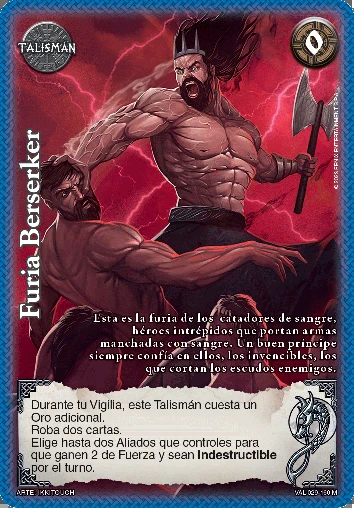 TALISMAN
0
Furia Berserker
Esta es la furia de los catadores de sangre,
héroes intrépidos que portan armas
manchadas con sangre. Un buen príncipe
siempre confía en ellos, los invencibles, los
que cortan los escudos enemigos.
Durante tu Vigilia, este Talismán cuesta un
Oro adicional.
Roba dos cartas.
Elige hasta dos Aliados que controles para
que ganen 2 de Fuerza y sean Indestructible
por el turno.
ARTE: KKITOUCH